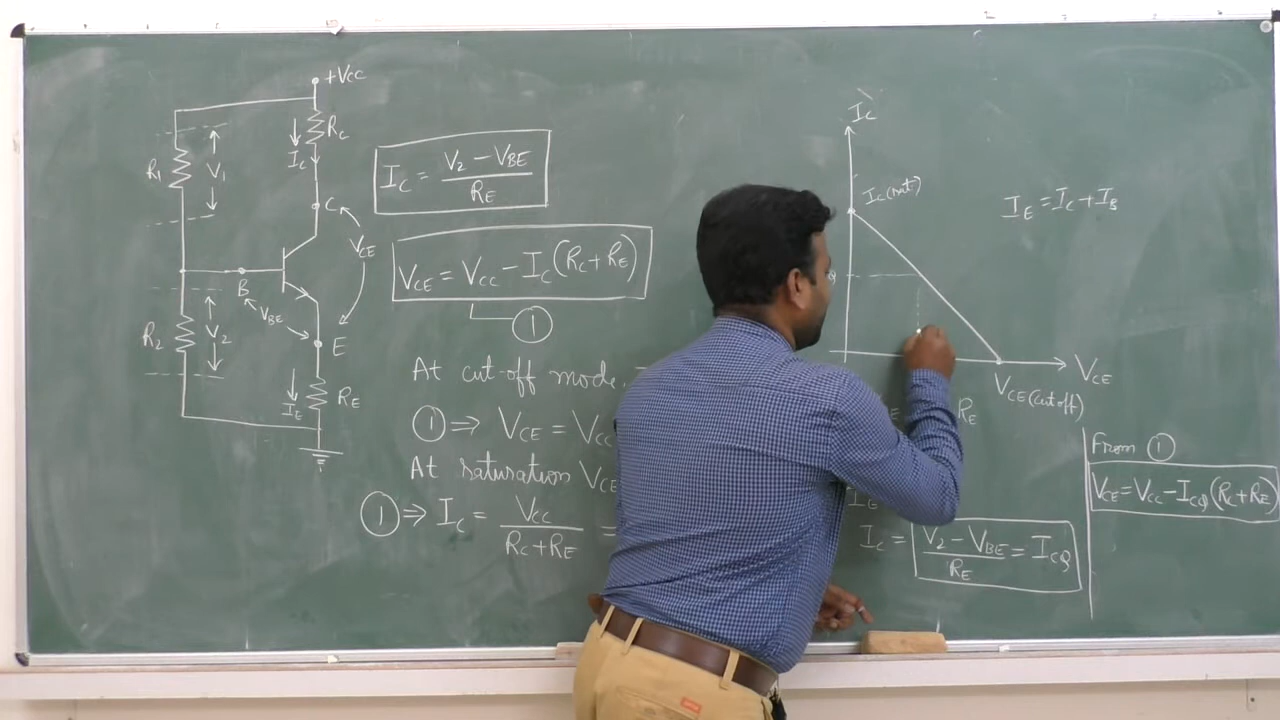 +VCC
RC
R1
V1
IC
C
VCE
B
VBE
R2
V2
E
IE
RE
IC = V2 - VBE / RE
VCE = VCC - IC (RC + RE)
①
At cut-off mode,
① ⇒ VCE = VCC
At saturation VCE
① ⇒ IC = VCC / RC + RE =
IC
IC(sat)
IE = IC + IB
VCE
VCE(cutoff)
RE
IE
IC = V2 - VBE / RE = ICQ
From ①
VCE = VCC - ICQ (RC + RE)